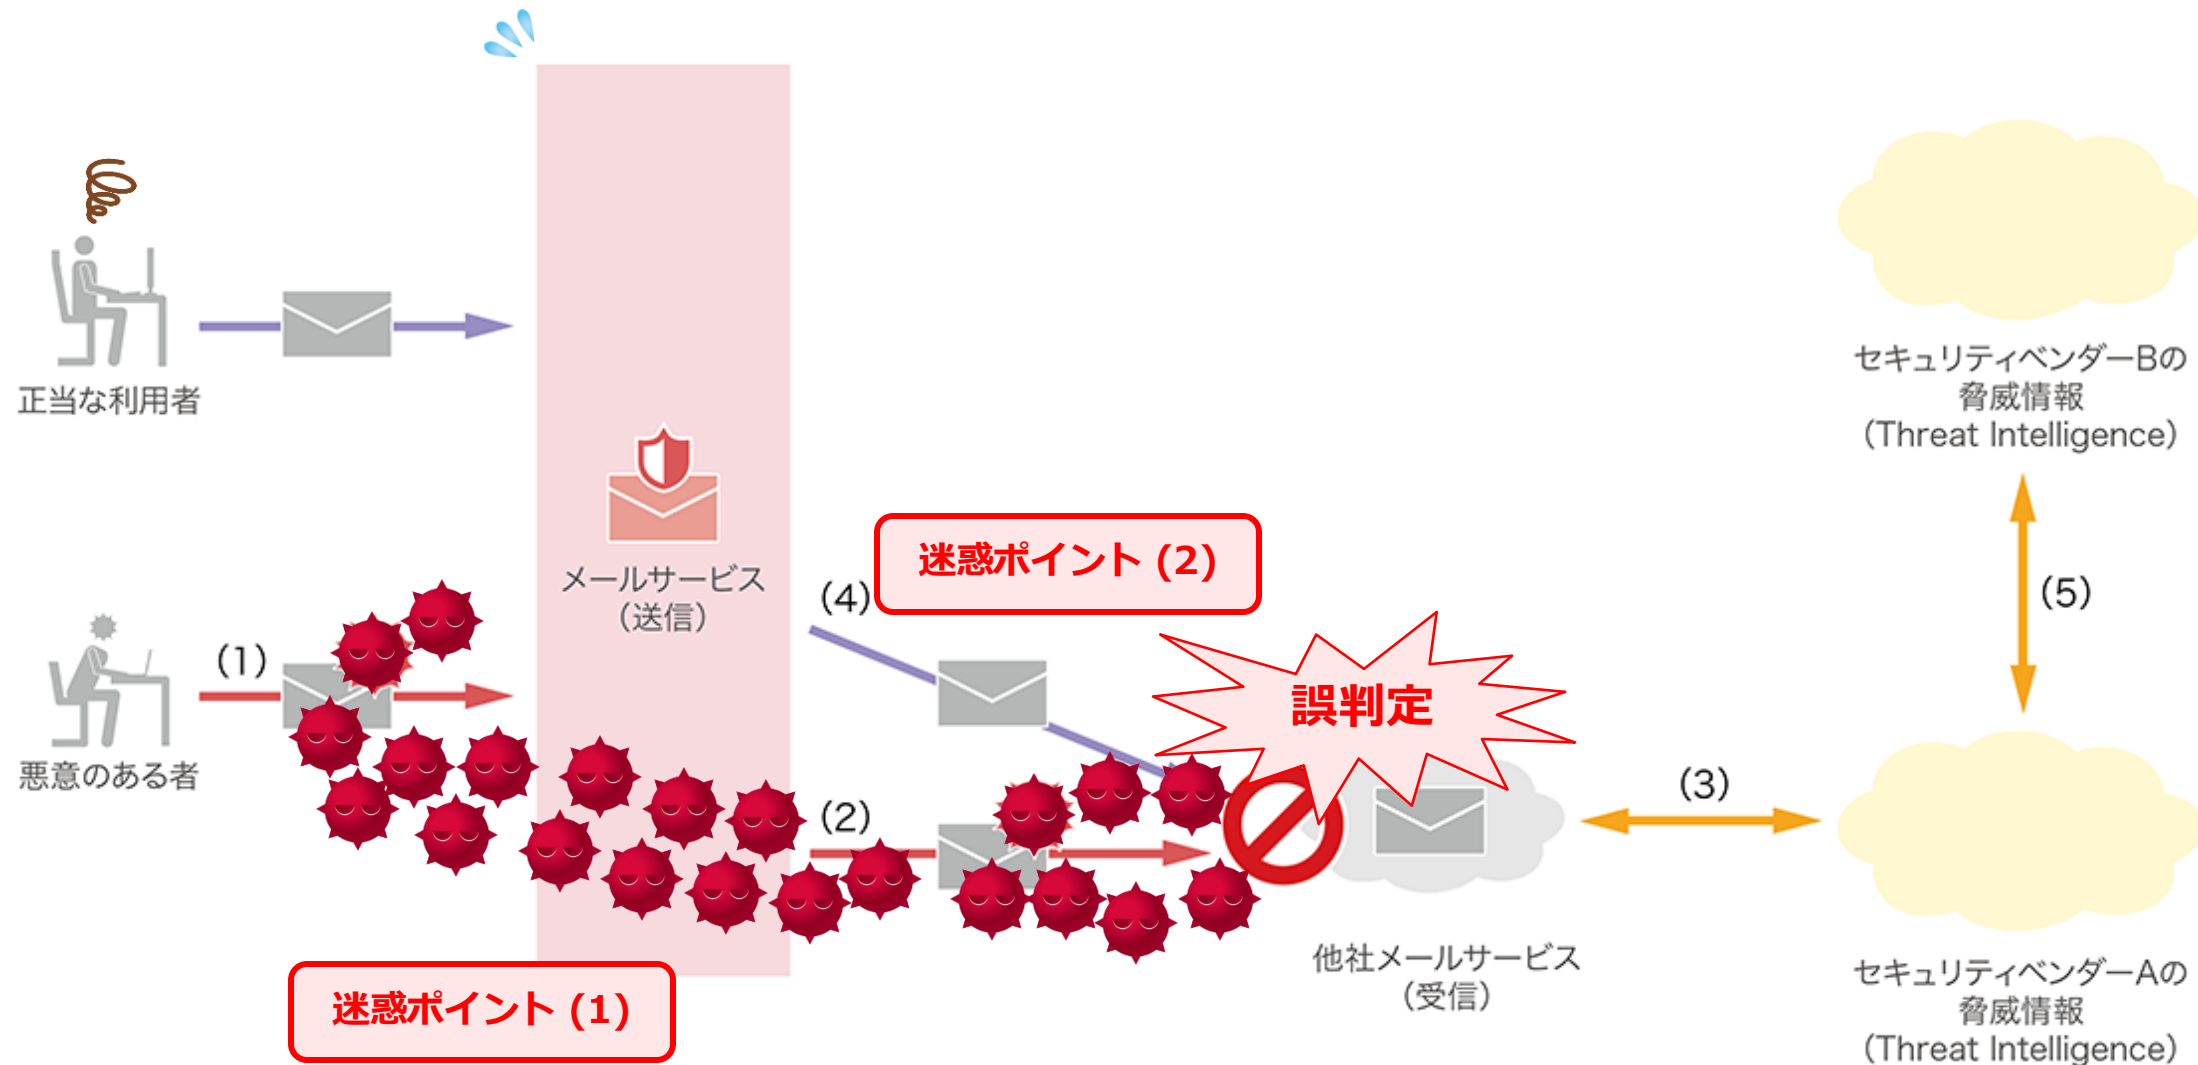 正当な利用者
(1)
悪意のある者
迷惑ポイント (1)
メールサービス
（送信）
(4)
迷惑ポイント (2)
(2)
誤判定
他社メールサービス
（受信）
(3)
セキュリティベンダーBの
脅威情報
（Threat Intelligence）
(5)
セキュリティベンダーAの
脅威情報
（Threat Intelligence）